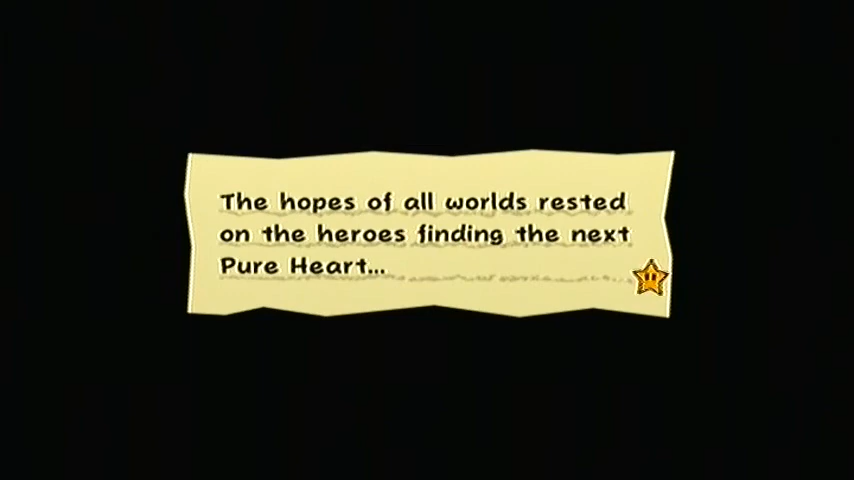 The hopes of all worlds rested
on the heroes finding the next
Pure Heart...